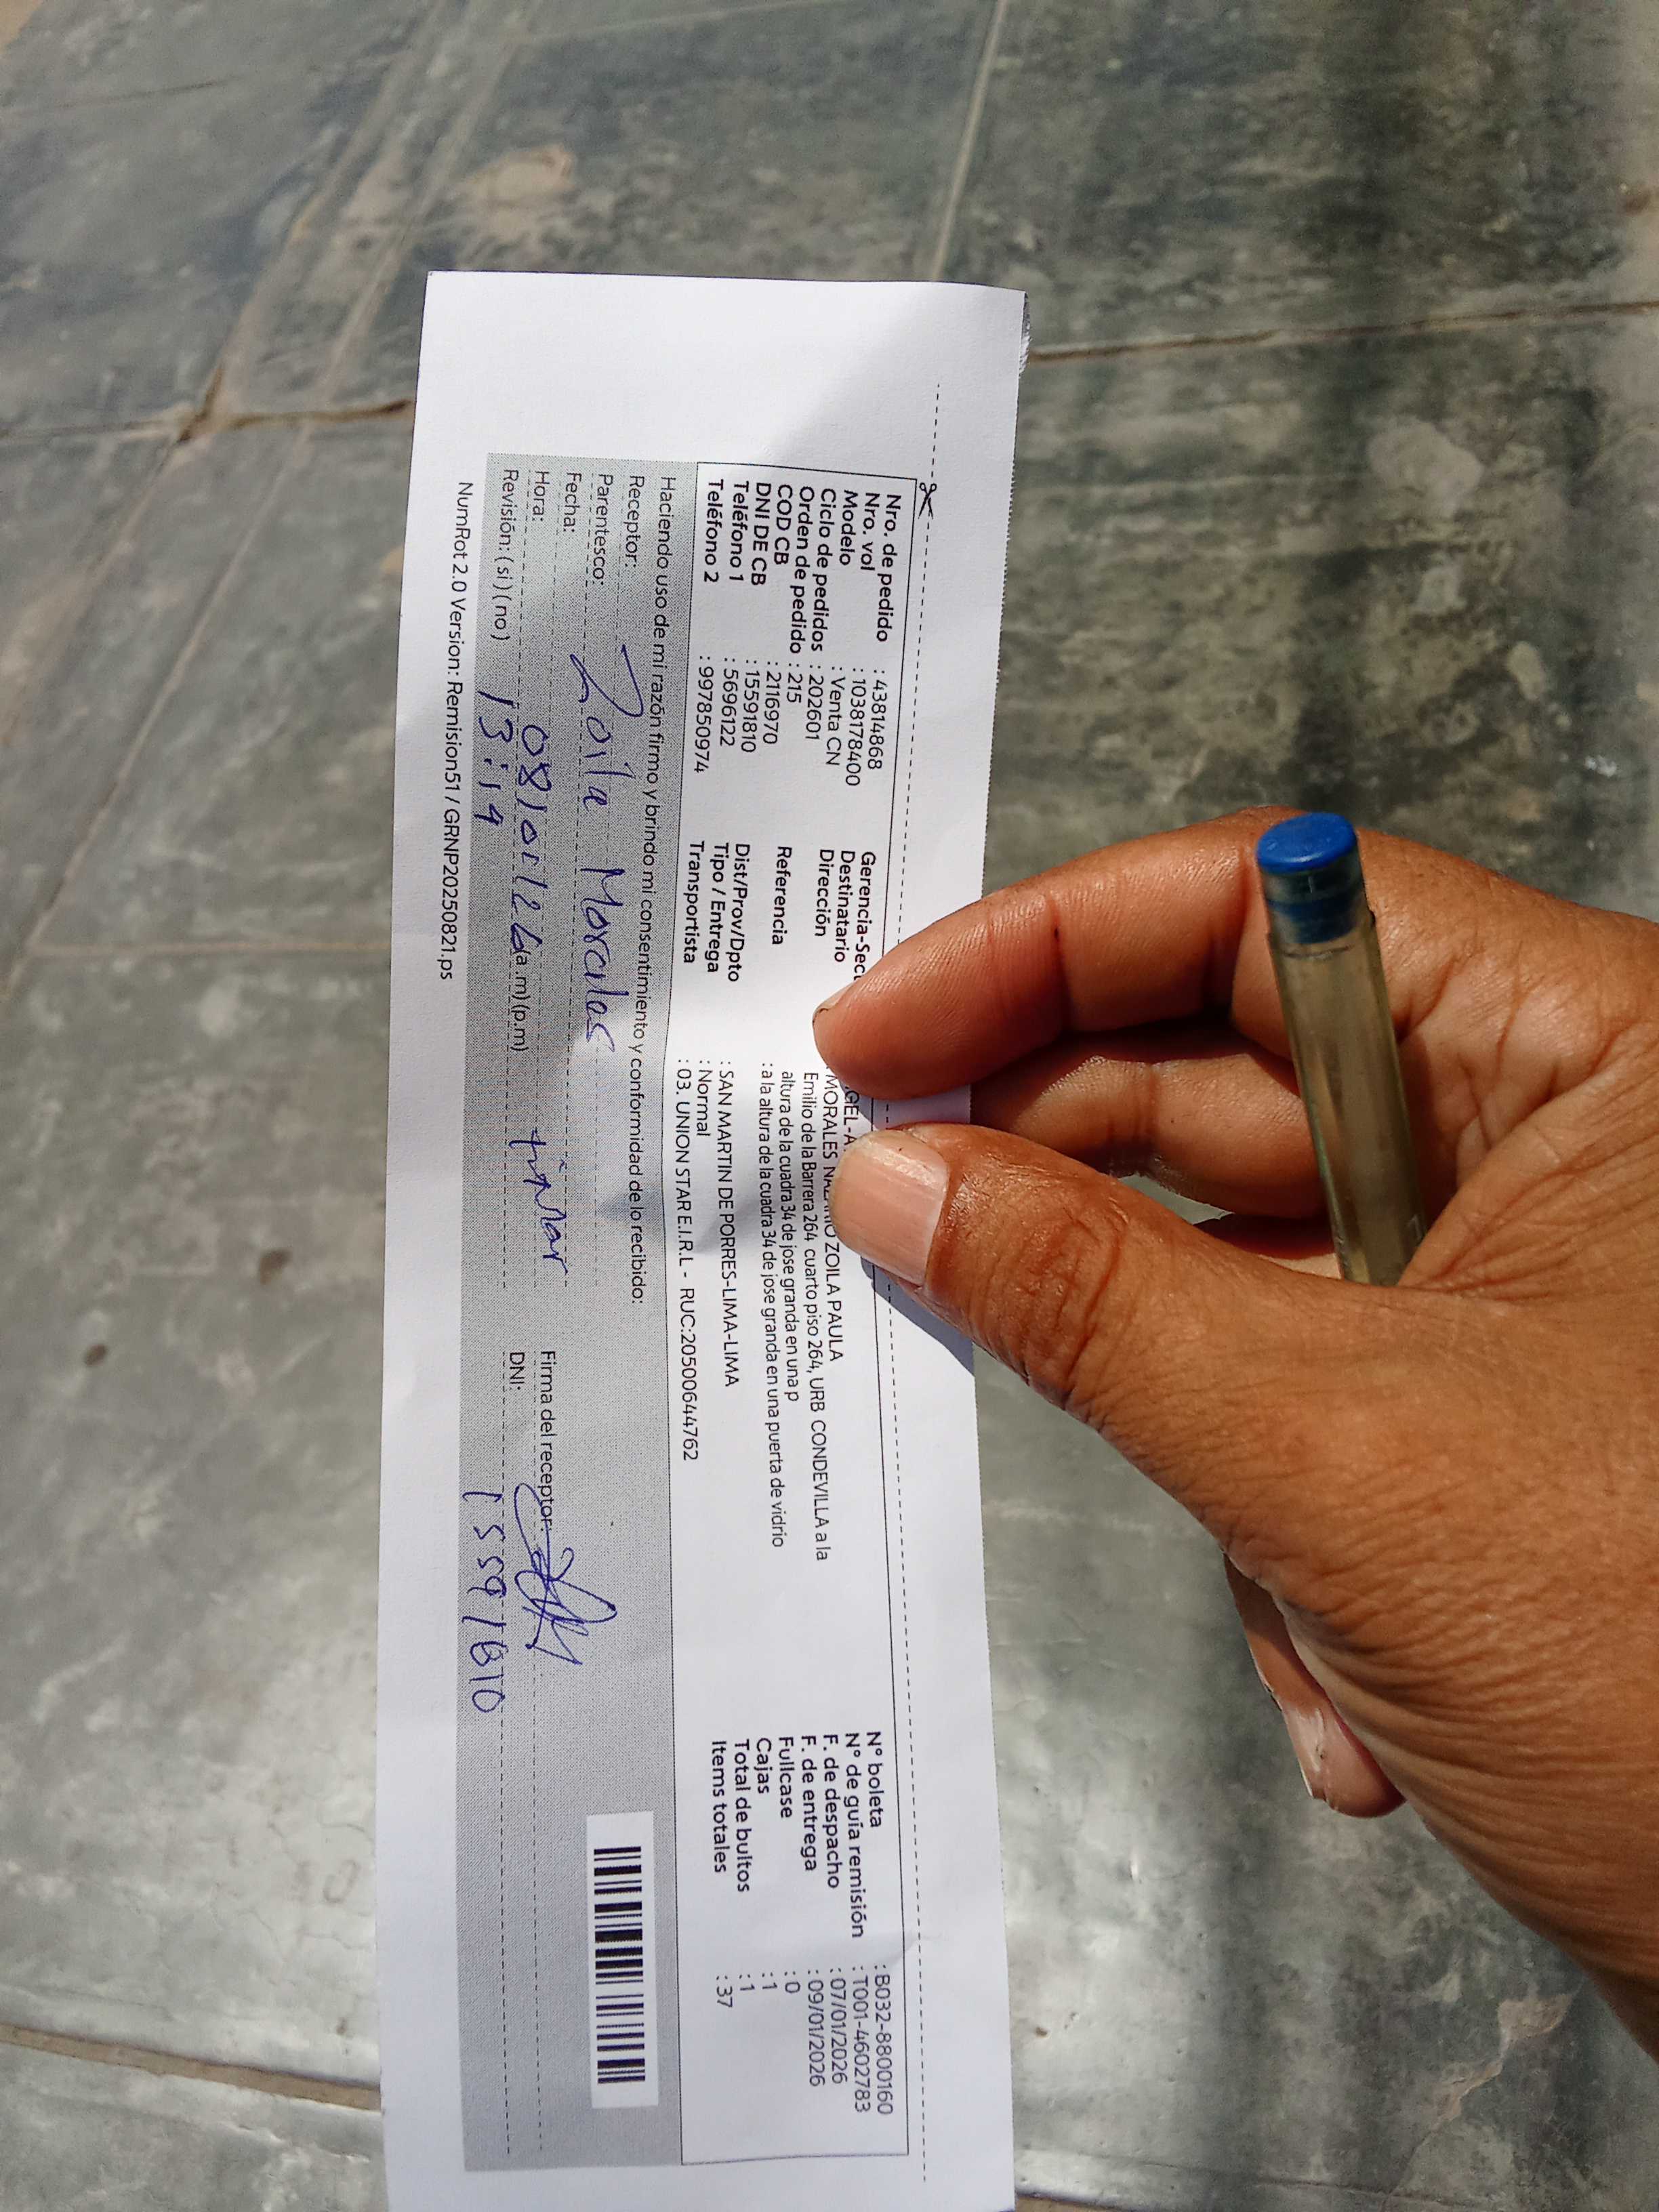 Nro. de pedido : 43814868
Nro. vol : 1038178400
Modelo : Venta CN
Ciclo de pedidos : 202601
Orden de pedido : 215
COD CB : 2116970
DNI DE CB : 15591810
Teléfono 1 : 5696122
Teléfono 2 : 997850974
Gerencia-Sec
Destinatario MORALES ZOILA PAULA
Dirección Emilio de la Barrera 264 cuarto piso 264, URB CONDEVILLA a la
altura de la cuadra 34 de jose granda en una p
Referencia : a la altura de la cuadra 34 de jose granda en una puerta de vidrio
Dist/Prov/Dpto : SAN MARTIN DE PORRES-LIMA-LIMA
Tipo / Entrega : Normal
Transportista : 03. UNION STAR E.I.R.L - RUC:20500644762
N° boleta : B032-8800160
N° de guía remisión : T001-4602783
F. de despacho : 07/01/2026
F. de entrega : 09/01/2026
Fullcase : 0
Cajas : 1
Total de bultos : 1
Items totales : 37
Haciendo uso de mi razón firmo y brindo mi consentimiento y conformidad de lo recibido:
Receptor: Zoila Morales
Parentesco: titular
Fecha: 08/01/26
Hora: 13:14 (a.m) (p.m)
Revisión: ( si ) ( no )
Firma del receptor:
DNI: 15591810
NumRot 2.0 Version: Remision51 / GRNP20250821.ps